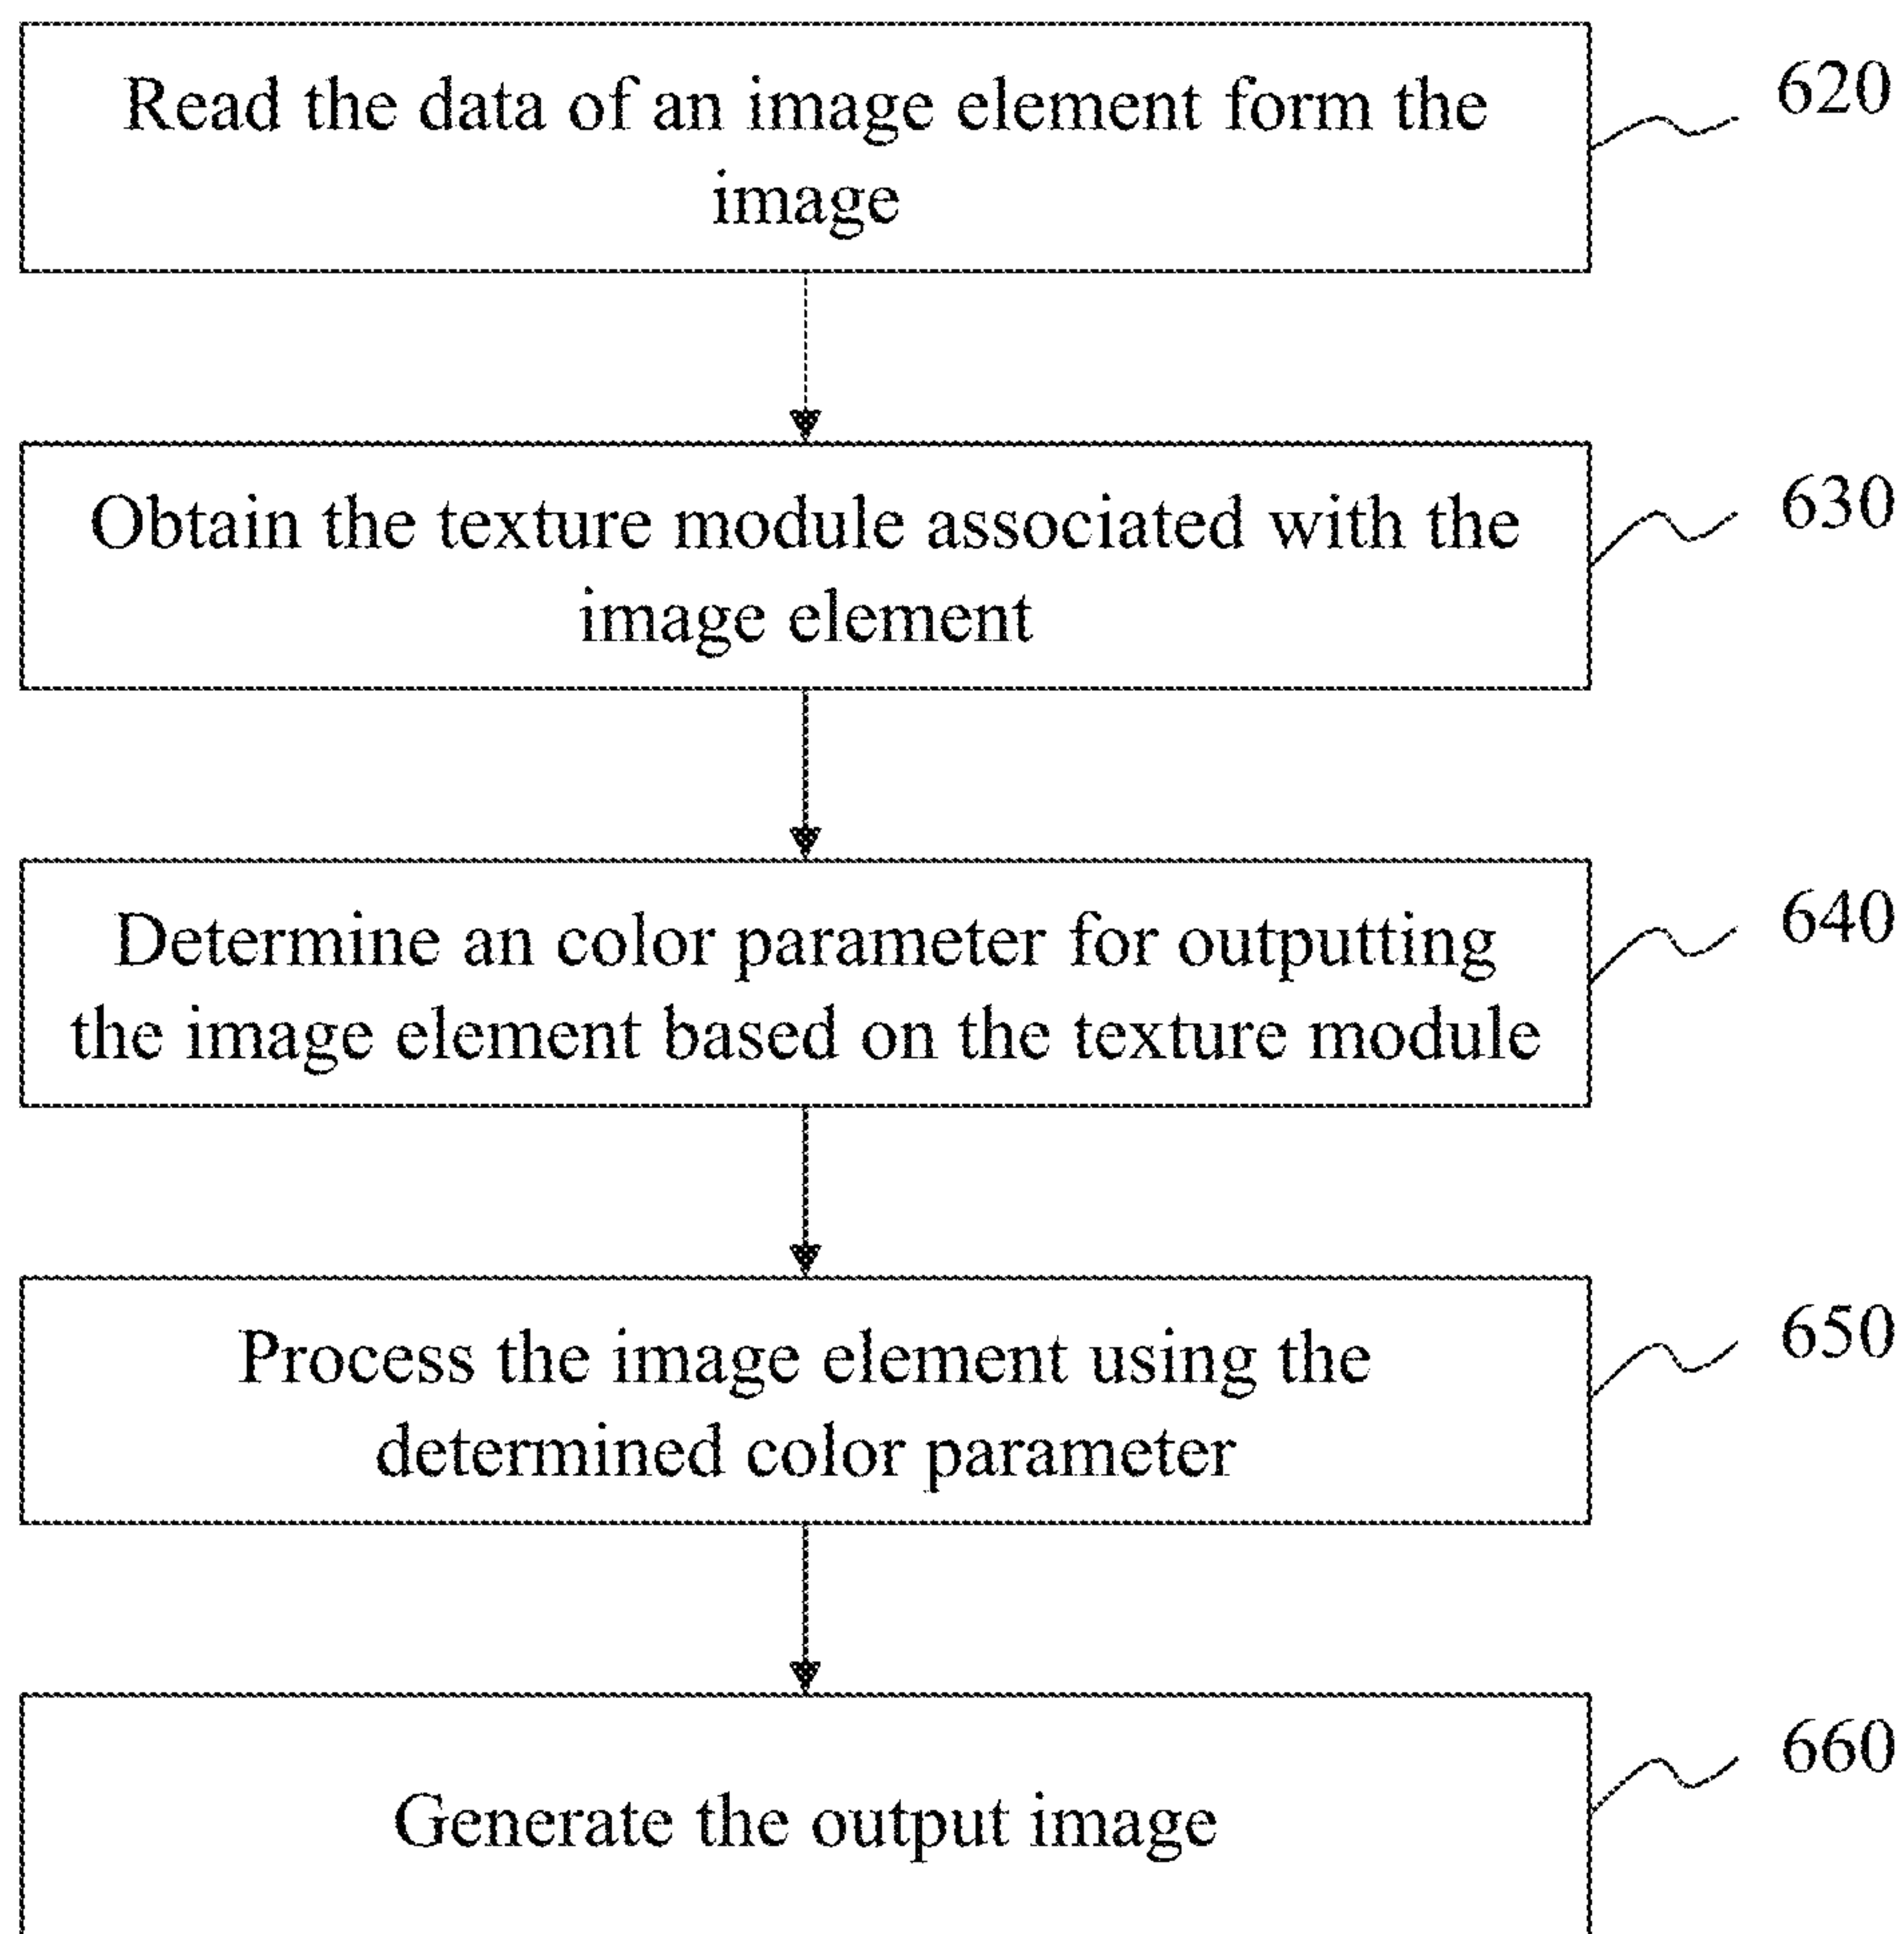 Read the data of an image element form the
image
620
Obtain the texture module associated with the
image element
630
Determine an color parameter for outputting
the image element based on the texture module
640
Process the image element using the
determined color parameter
650
Generate the output image
660